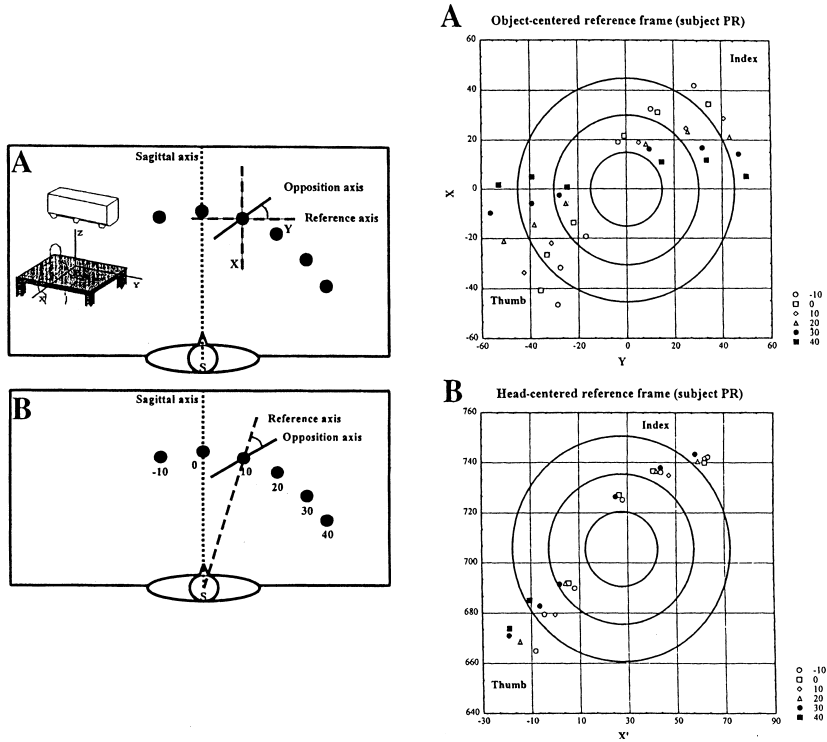 A
Sagittal axis
Opposition axis
Reference axis
Y
X
Z
Y
X
S
B
Sagittal axis
Reference axis
Opposition axis
-10
0
10
20
30
40
S
A
Object-centered reference frame (subject PR)
60
40
20
0
-20
-40
-60
X
Index
Thumb
-60
-40
-20
0
20
40
60
Y
-10
0
10
20
30
40
B
Head-centered reference frame (subject PR)
760
740
720
700
680
660
640
Index
Thumb
-30
-10
10
30
50
70
90
X'
-10
0
10
20
30
40